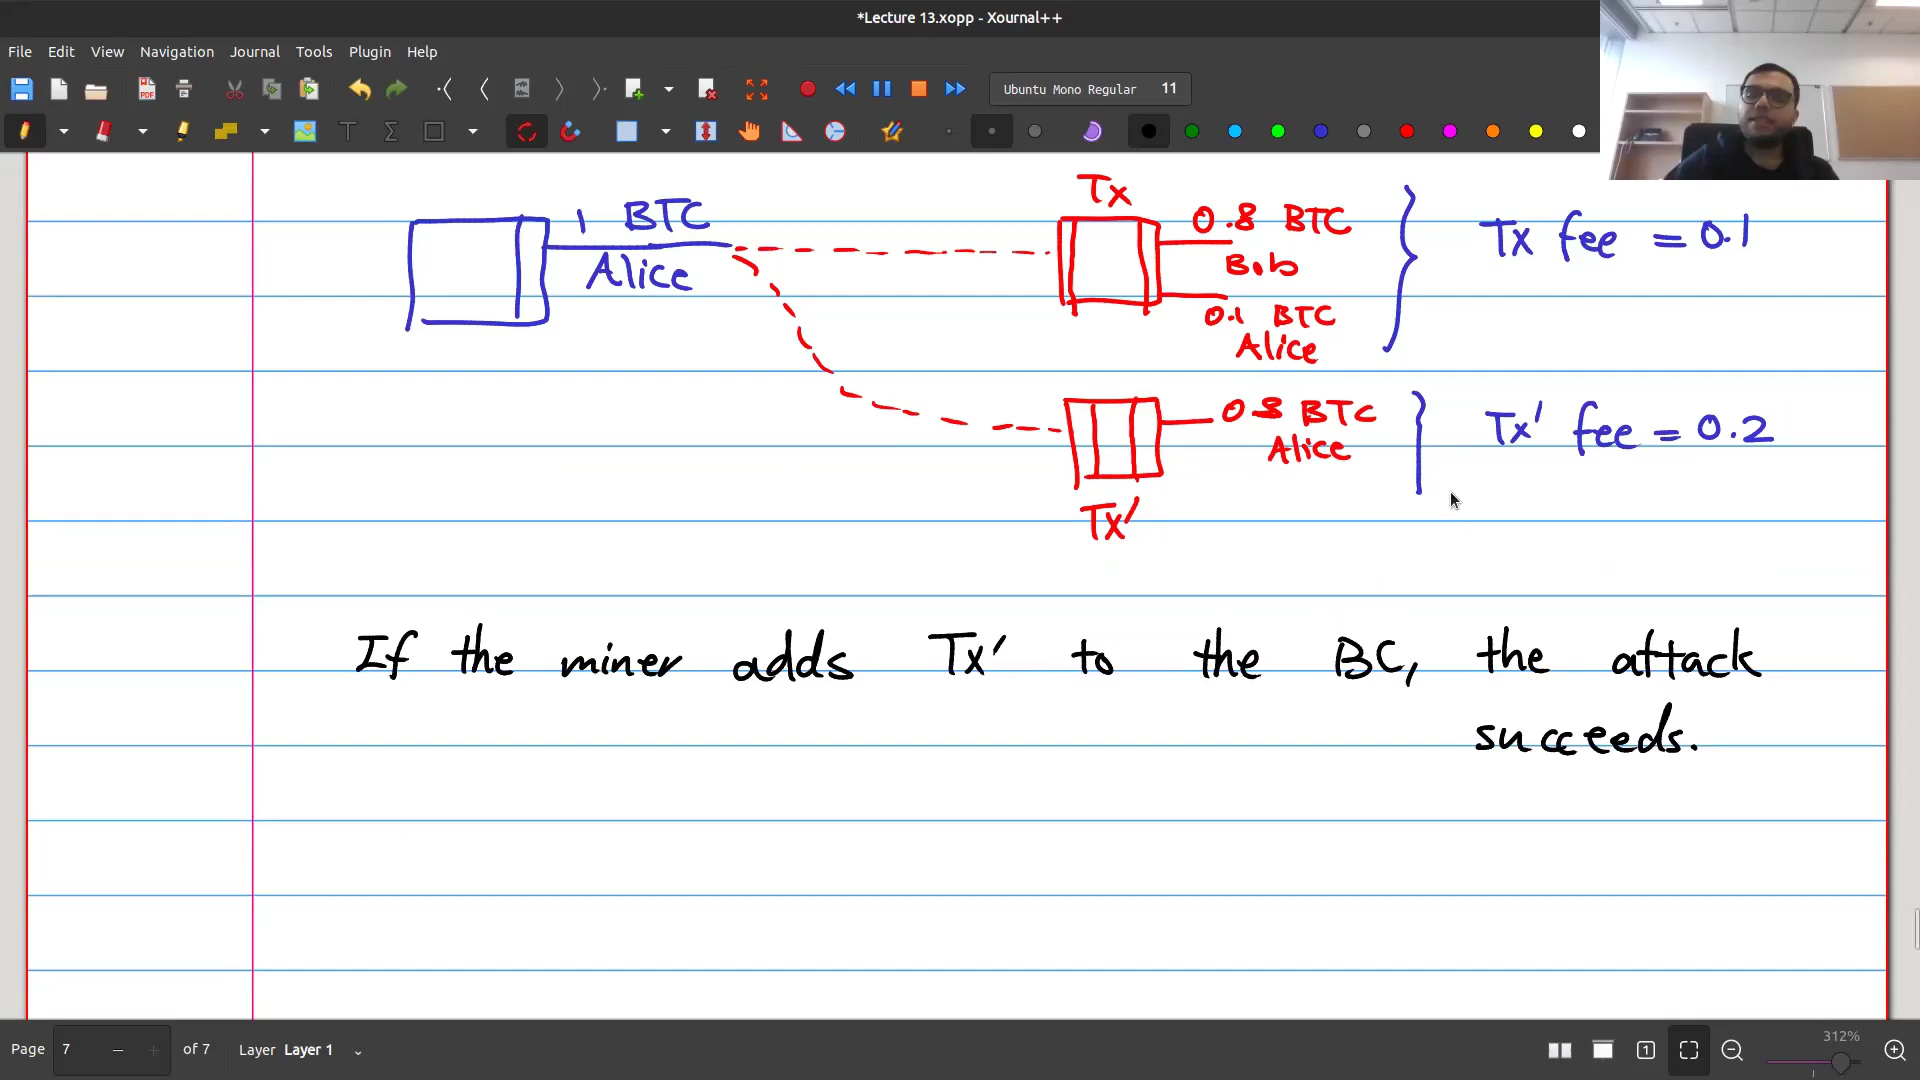 *Lecture 13.xopp - Xournal++
File Edit View Navigation Journal Tools Plugin Help
Ubuntu Mono Regular 11
1 BTC
Alice
Tx
0.8 BTC
Bob
0.1 BTC
Alice
Tx fee = 0.1
0.8 BTC
Alice
Tx' fee = 0.2
Tx'
If the miner adds Tx' to the BC, the attack
succeeds.
Page 7 of 7 Layer Layer 1
312%